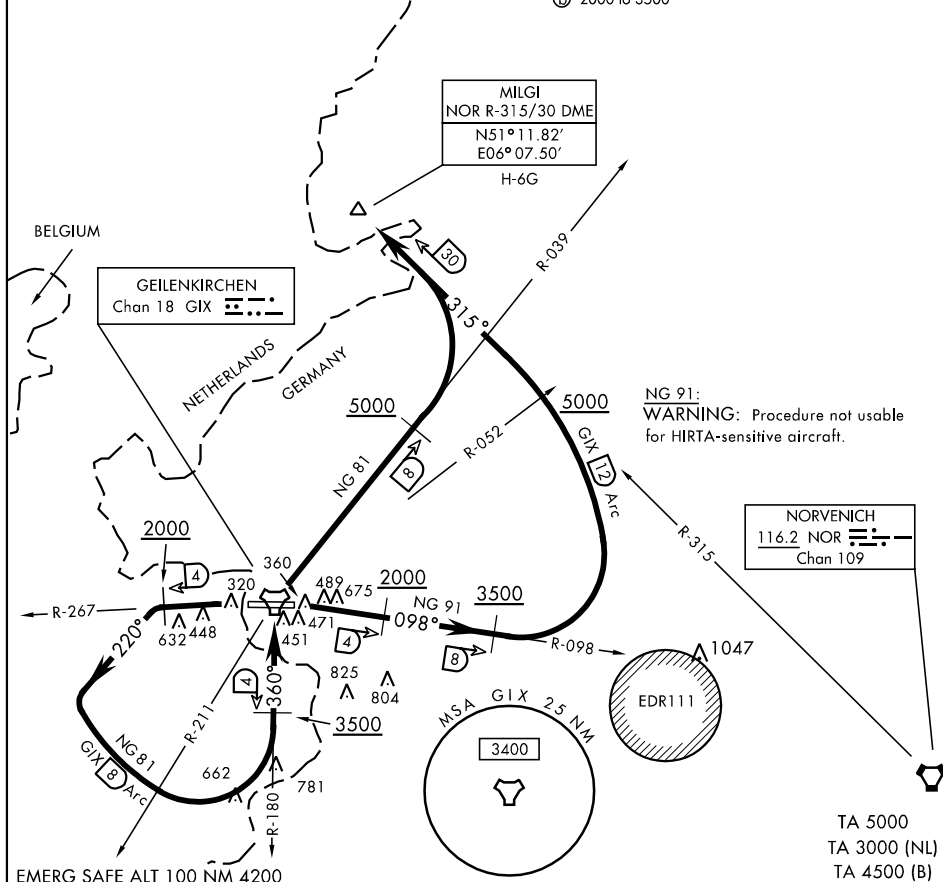 ⓑ 2000 to 3500
MILGI
NOR R-315/30 DME
N51° 11.82'
E06° 07.50'
H-6G
BELGIUM
GEILENKIRCHEN
Chan 18 GIX
NETHERLANDS
GERMANY
30
315°
R-039
5000
8
NG 81
R-052
5000
GIX 12 Arc
NG 91:
WARNING: Procedure not usable
for HIRTA-sensitive aircraft.
R-315
NORVENICH
116.2 NOR
Chan 109
2000
4
R-267
320
360
489
675
632
448
451
471
2000
4
NG 91
098°
3500
8
R-098
1047
EDR111
220°
R-211
4
360°
3500
825
804
NG 81
GIX 8 Arc
662
781
R-180
MSA GIX 25 NM
3400
TA 5000
TA 3000 (NL)
TA 4500 (B)
EMERG SAFE ALT 100 NM 4200